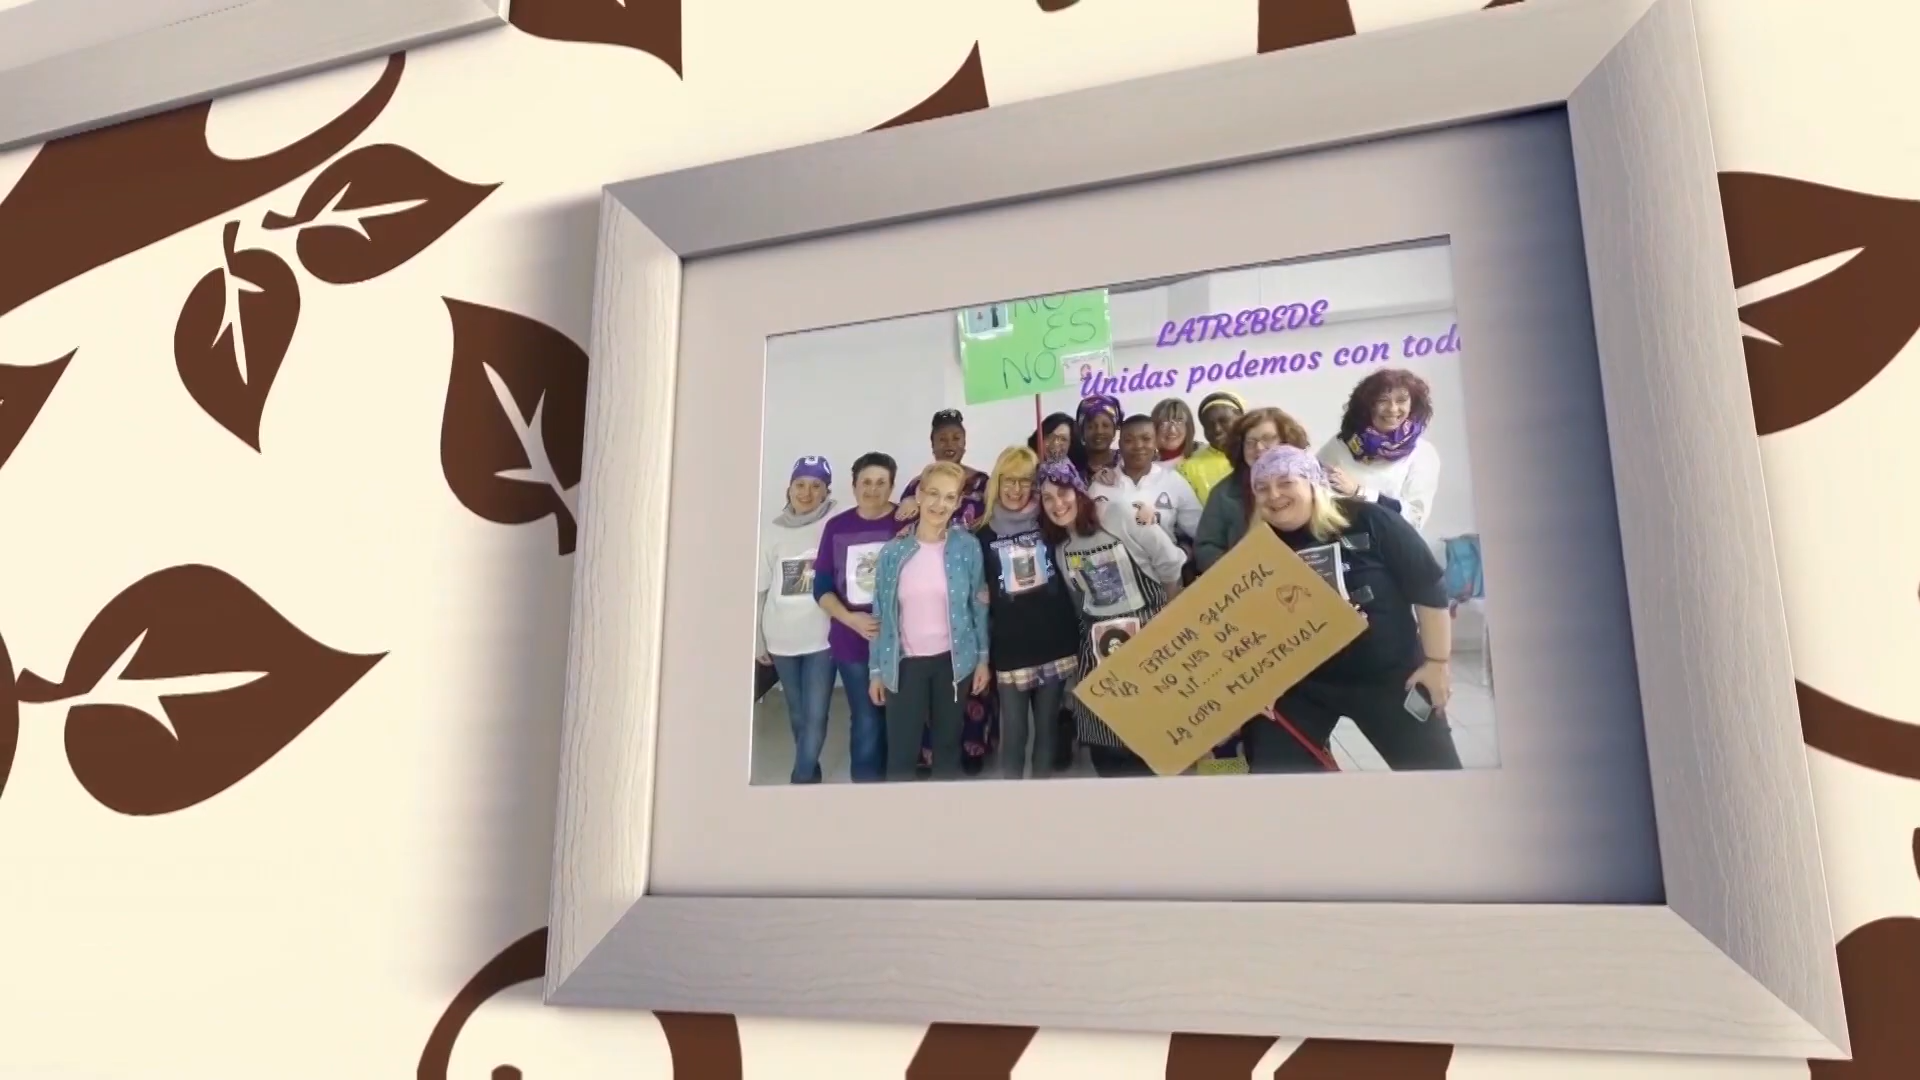 NO
ES
NO
LATREBEDE
Unidas podemos con toda
CON
LA BRECHA SALARIAL
NO NOS DA
NI..... PARA
LA COPA MENSTRUAL